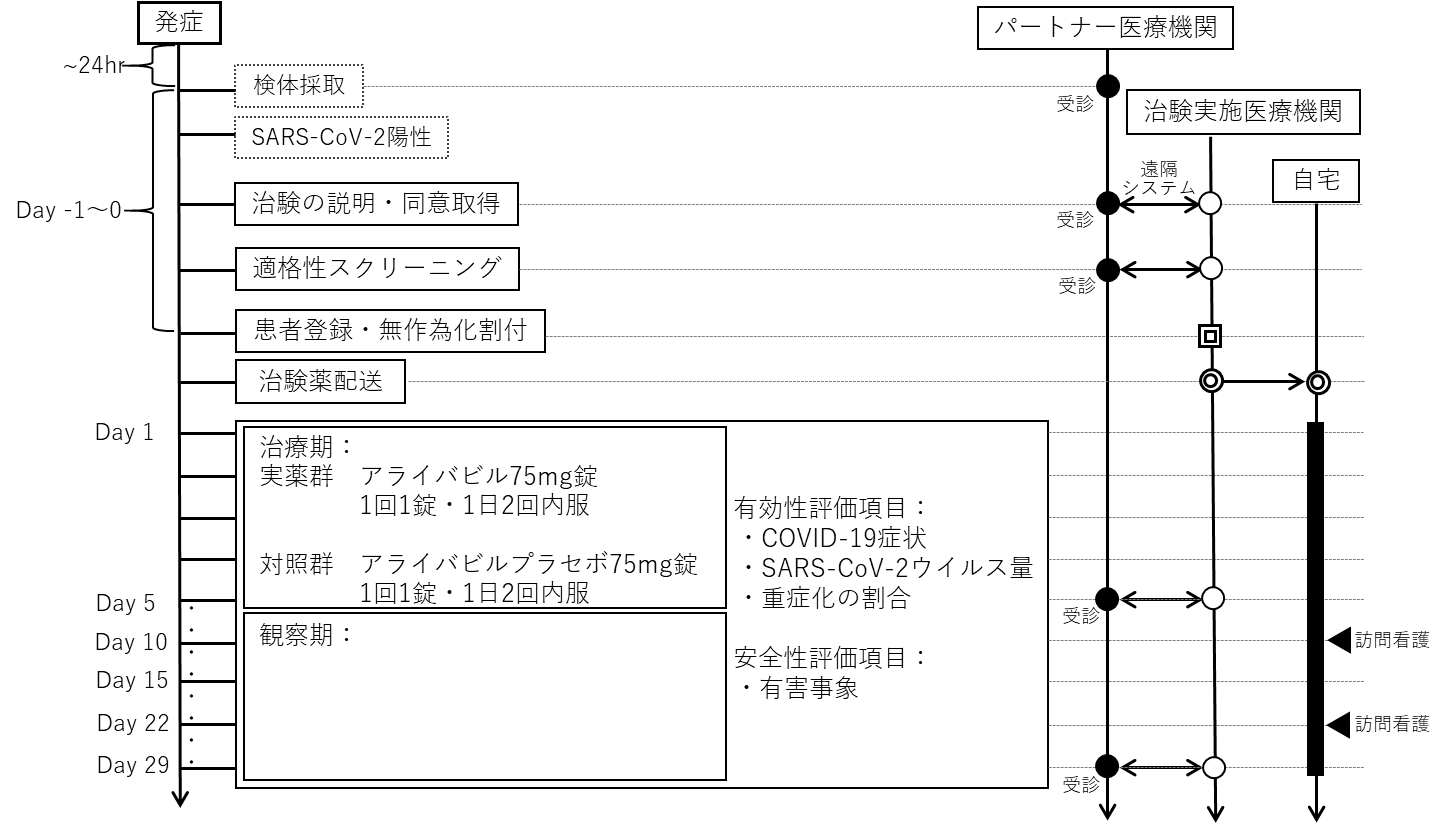 発症
パートナー医療機関
~24hr
検体採取
受診
治験実施医療機関
SARS-CoV-2陽性
遠隔
システム
自宅
Day -1～0
治験の説明・同意取得
受診
適格性スクリーニング
受診
患者登録・無作為化割付
治験薬配送
Day 1
治療期：
実薬群　アライバビル75mg錠
1回1錠・1日2回内服
対照群　アライバビルプラセボ75mg錠
1回1錠・1日2回内服
有効性評価項目：
・COVID-19症状
・SARS-CoV-2ウイルス量
・重症化の割合
安全性評価項目：
・有害事象
Day 5
受診
観察期：
Day 10
訪問看護
Day 15
Day 22
訪問看護
Day 29
受診